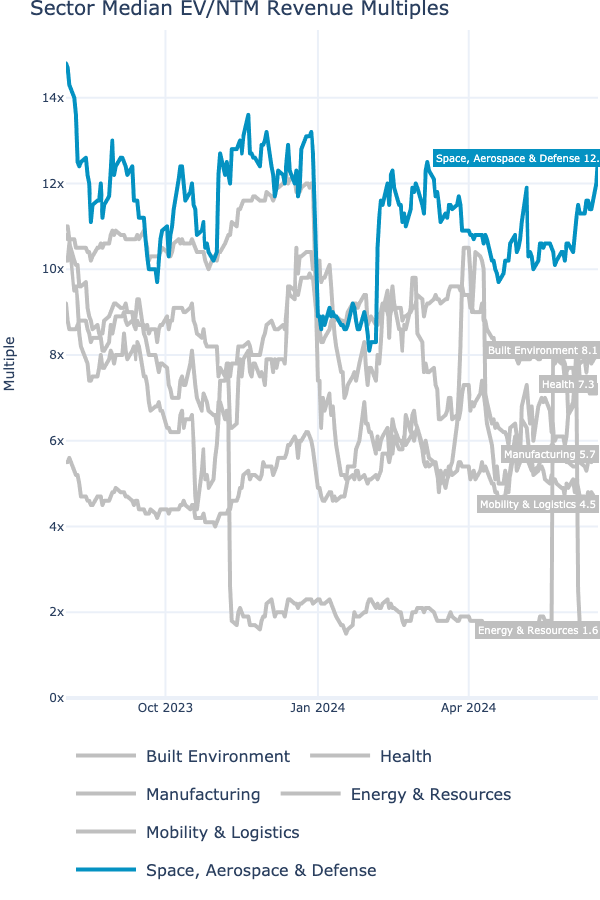 Sector Median EV/NTM Revenue Multiples
14x
12x
10x
8x
6x
4x
2x
0x
Multiple
Space, Aerospace & Defense 12.
Built Environment 8.1
Health 7.3
Manufacturing 5.7
Mobility & Logistics 4.5
Energy & Resources 1.6
Oct 2023
Jan 2024
Apr 2024
Built Environment
Health
Manufacturing
Energy & Resources
Mobility & Logistics
Space, Aerospace & Defense